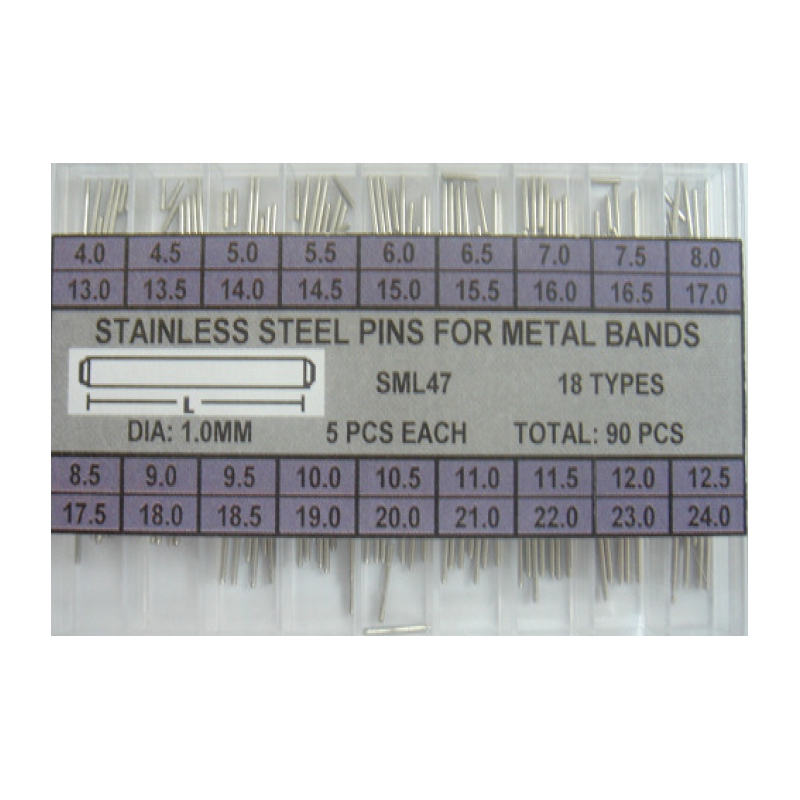 4.0 4.5 5.0 5.5 6.0 6.5 7.0 7.5 8.0
13.0 13.5 14.0 14.5 15.0 15.5 16.0 16.5 17.0
STAINLESS STEEL PINS FOR METAL BANDS
SML47 18 TYPES
L
DIA: 1.0MM 5 PCS EACH TOTAL: 90 PCS
8.5 9.0 9.5 10.0 10.5 11.0 11.5 12.0 12.5
17.5 18.0 18.5 19.0 20.0 21.0 22.0 23.0 24.0